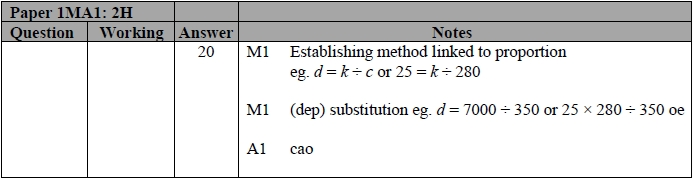 Paper 1MA1: 2H
Question Working Answer Notes
20 M1 Establishing method linked to proportion
eg. d = k ÷ c or 25 = k ÷ 280
M1 (dep) substitution eg. d = 7000 ÷ 350 or 25 × 280 ÷ 350 oe
A1 cao